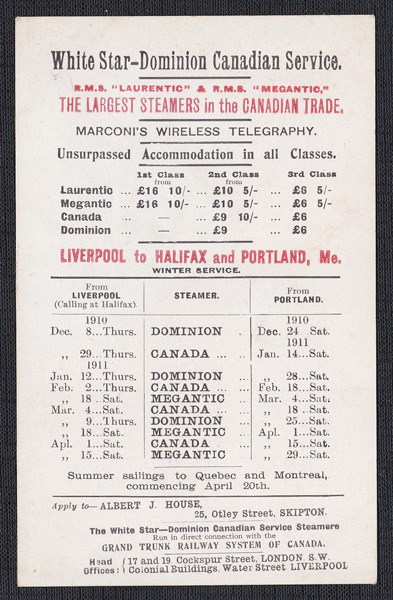 White Star–Dominion Canadian Service.
R.M.S. "LAURENTIC" & R.M.S. "MEGANTIC,"
THE LARGEST STEAMERS in the CANADIAN TRADE.
MARCONI'S WIRELESS TELEGRAPHY.
Unsurpassed Accommodation in all Classes.
1st Class 2nd Class 3rd Class
from from
Laurentic ... £16 10/- ... £10 5/- ... £6 5/-
Megantic ... £16 10/- ... £10 5/- ... £6 5/-
Canada ... — ... £9 10/- ... £6
Dominion ... — ... £9 ... £6
LIVERPOOL to HALIFAX and PORTLAND, Me.
WINTER SERVICE.
From LIVERPOOL (Calling at Halifax). STEAMER. From PORTLAND.
1910 1910
Dec. 8...Thurs. DOMINION . Dec. 24 Sat.
1911
„ 29...Thurs. CANADA ... ... Jan. 14...Sat.
1911
Jan. 12...Thurs. DOMINION ... „ 28...Sat.
Feb. 2...Thurs. CANADA ... ... Feb. 18...Sat.
„ 18..Sat. MEGANTIC ... Mar. 4...Sat.
Mar. 4...Sat. CANADA ... ... „ 18 . Sat.
„ 9...Thurs. DOMINION ... „ 25...Sat.
„ 18...Sat. MEGANTIC ... Apl. 1...Sat.
Apl. 1...Sat. CANADA ... „ 15...Sat.
„ 15...Sat. MEGANTIC ... „ 29...Sat.
Summer sailings to Quebec and Montreal,
commencing April 20th.
Apply to— ALBERT J. HOUSE,
25, Otley Street, SKIPTON.
The White Star—Dominion Canadian Service Steamers
Run in direct connection with the
GRAND TRUNK RAILWAY SYSTEM OF CANADA.
Head Offices: { 17 and 19, Cockspur Street, LONDON, S.W.
Colonial Buildings, Water Street LIVERPOOL